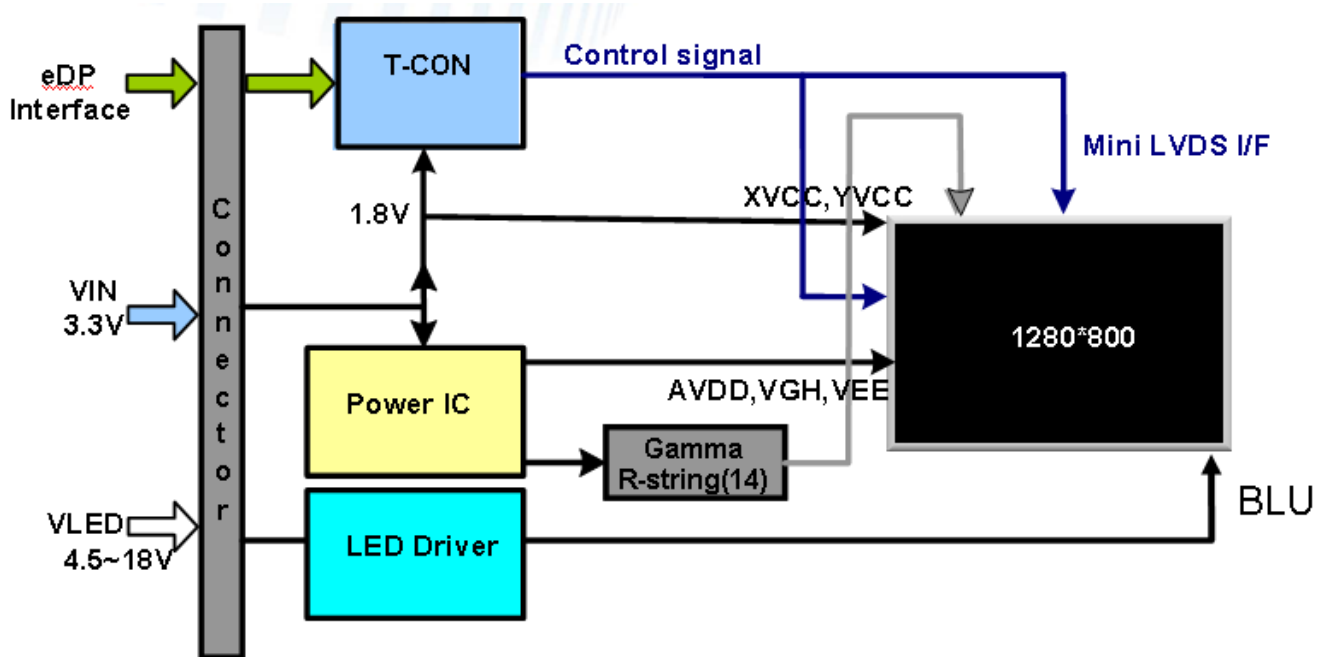 eDP
Interface
T-CON
Control signal
Mini LVDS I/F
Connector
1.8V
XVCC,YVCC
VIN
3.3V
1280*800
Power IC
AVDD,VGH,VEE
Gamma
R-string(14)
VLED
4.5~18V
LED Driver
BLU